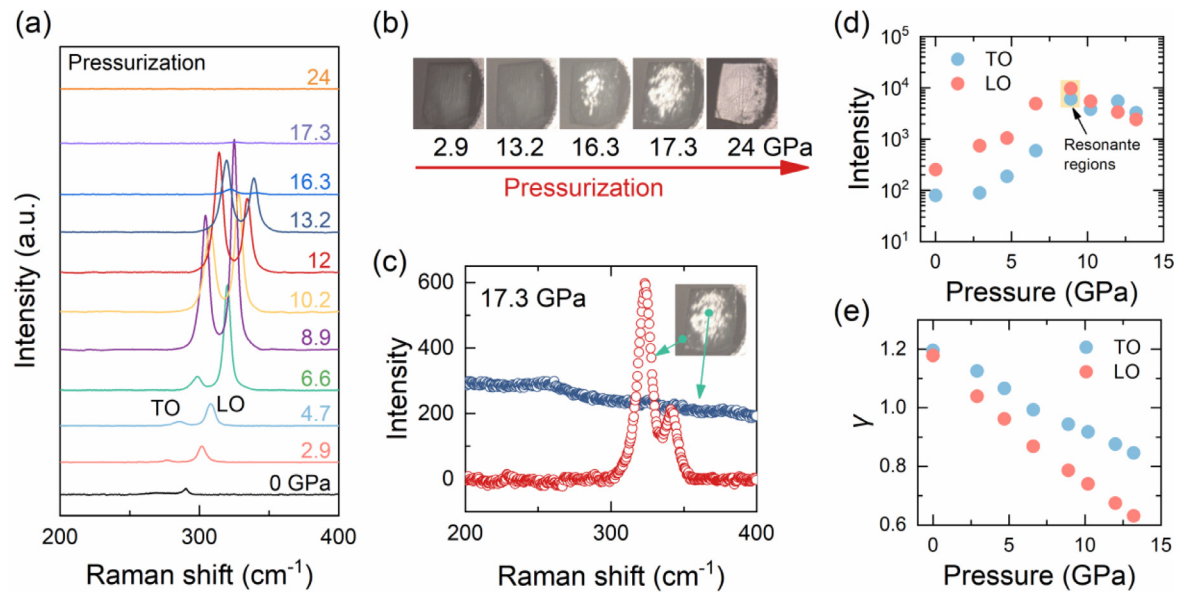 (a)
Pressurization
24
17.3
16.3
13.2
12
10.2
8.9
6.6
TO LO
4.7
2.9
0 GPa
200 300 400
Raman shift (cm⁻¹)
Intensity (a.u.)
(b)
2.9 13.2 16.3 17.3 24 GPa
Pressurization
(c)
17.3 GPa
600
400
200
0
200 300 400
Raman shift (cm⁻¹)
Intensity
(d)
10⁵
10⁴
10³
10²
10¹
TO
LO
Resonante
regions
0 5 10 15
Pressure (GPa)
Intensity
(e)
1.2
1.0
0.8
0.6
TO
LO
0 5 10 15
Pressure (GPa)
γ